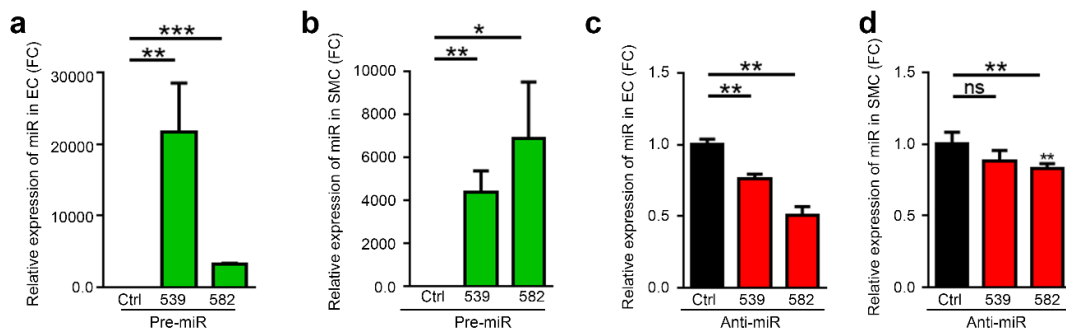 a
Relative expression of miR in EC (FC)
***
**
30000
20000
10000
0.0
Ctrl 539 582
Pre-miR
b
Relative expression of miR in SMC (FC)
*
**
10000
8000
6000
4000
2000
0.0
Ctrl 539 582
Pre-miR
c
Relative expression of miR in EC (FC)
**
**
1.5
1.0
0.5
0.0
Ctrl 539 582
Anti-miR
d
Relative expression of miR in SMC (FC)
**
ns
**
1.5
1.0
0.5
0.0
Ctrl 539 582
Anti-miR